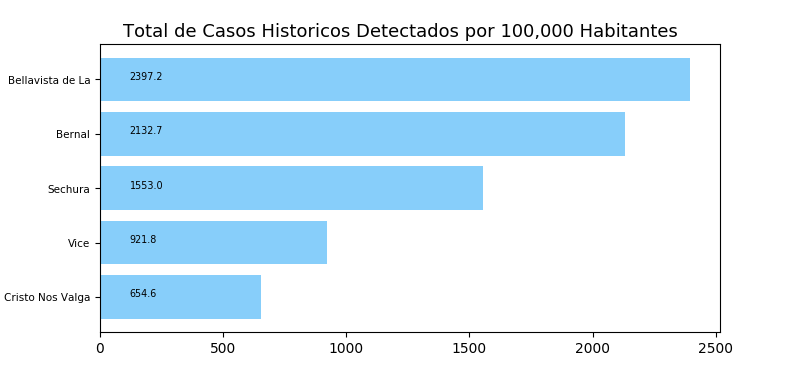 Total de Casos Historicos Detectados por 100,000 Habitantes
Bellavista de La
2397.2
Bernal
2132.7
Sechura
1553.0
Vice
921.8
Cristo Nos Valga
654.6
0 500 1000 1500 2000 2500